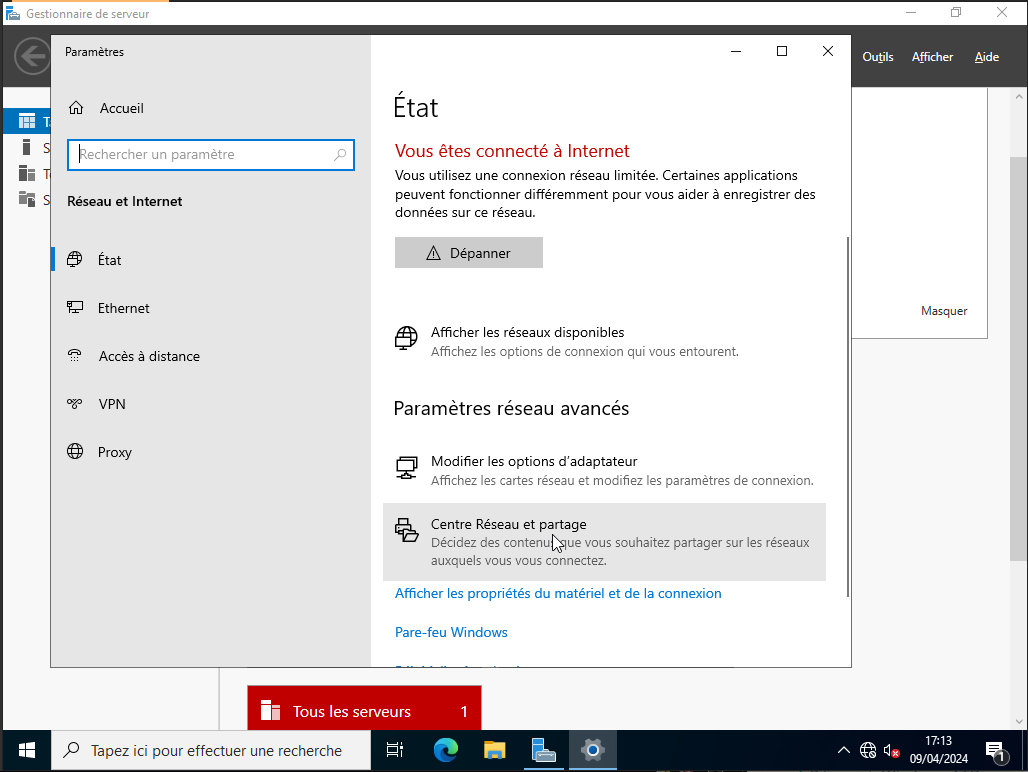 Gestionnaire de serveur
Paramètres
Outils
Afficher
Aide
Accueil
Rechercher un paramètre
Réseau et Internet
État
Ethernet
Accès à distance
VPN
Proxy
État
Vous êtes connecté à Internet
Vous utilisez une connexion réseau limitée. Certaines applications
peuvent fonctionner différemment pour vous aider à enregistrer des
données sur ce réseau.
Dépanner
Afficher les réseaux disponibles
Affichez les options de connexion qui vous entourent.
Paramètres réseau avancés
Modifier les options d’adaptateur
Affichez les cartes réseau et modifiez les paramètres de connexion.
Centre Réseau et partage
Décidez des contenus que vous souhaitez partager sur les réseaux
auxquels vous vous connectez.
Afficher les propriétés du matériel et de la connexion
Pare-feu Windows
Masquer
Tous les serveurs 1
Tapez ici pour effectuer une recherche
17:13
09/04/2024
1